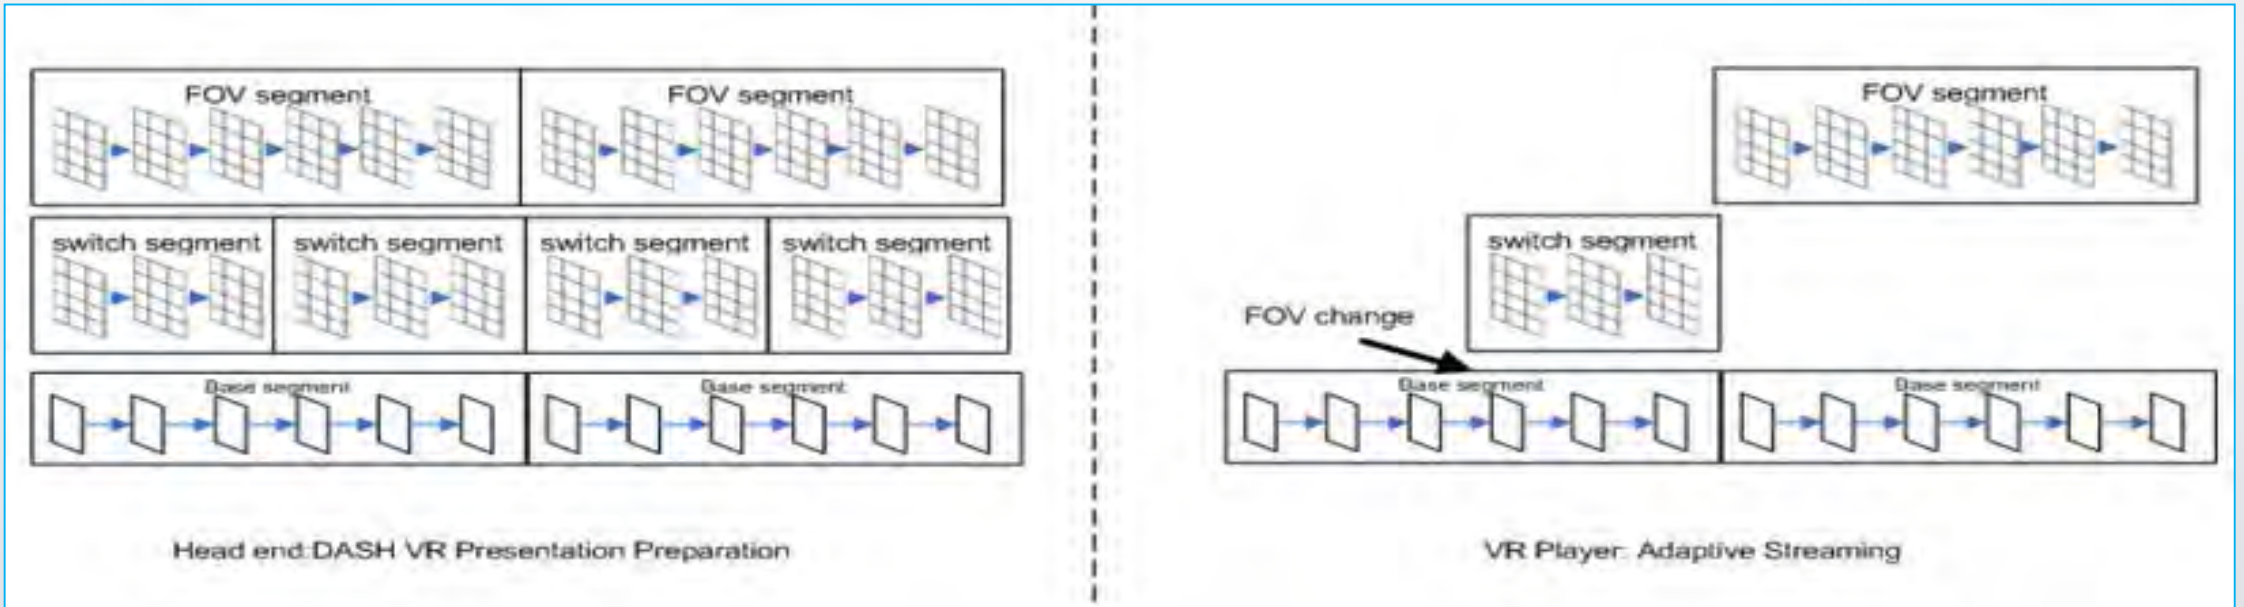 FOV segment
FOV segment
switch segment
switch segment
switch segment
switch segment
Base segment
Base segment
Head end:DASH VR Presentation Preparation
FOV segment
switch segment
FOV change
Base segment
Base segment
VR Player: Adaptive Streaming